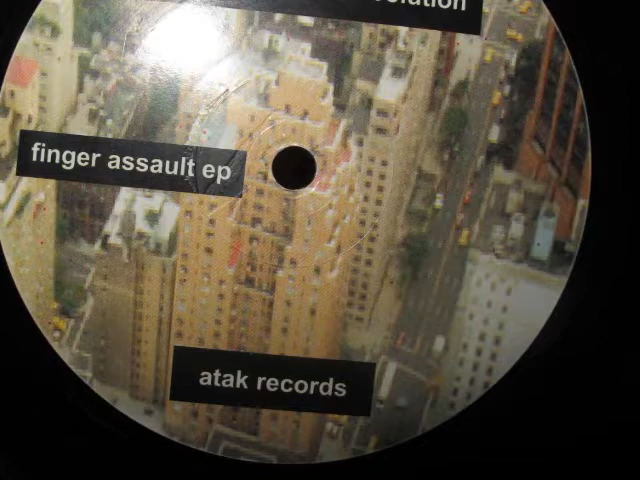 finger assault ep
atak records